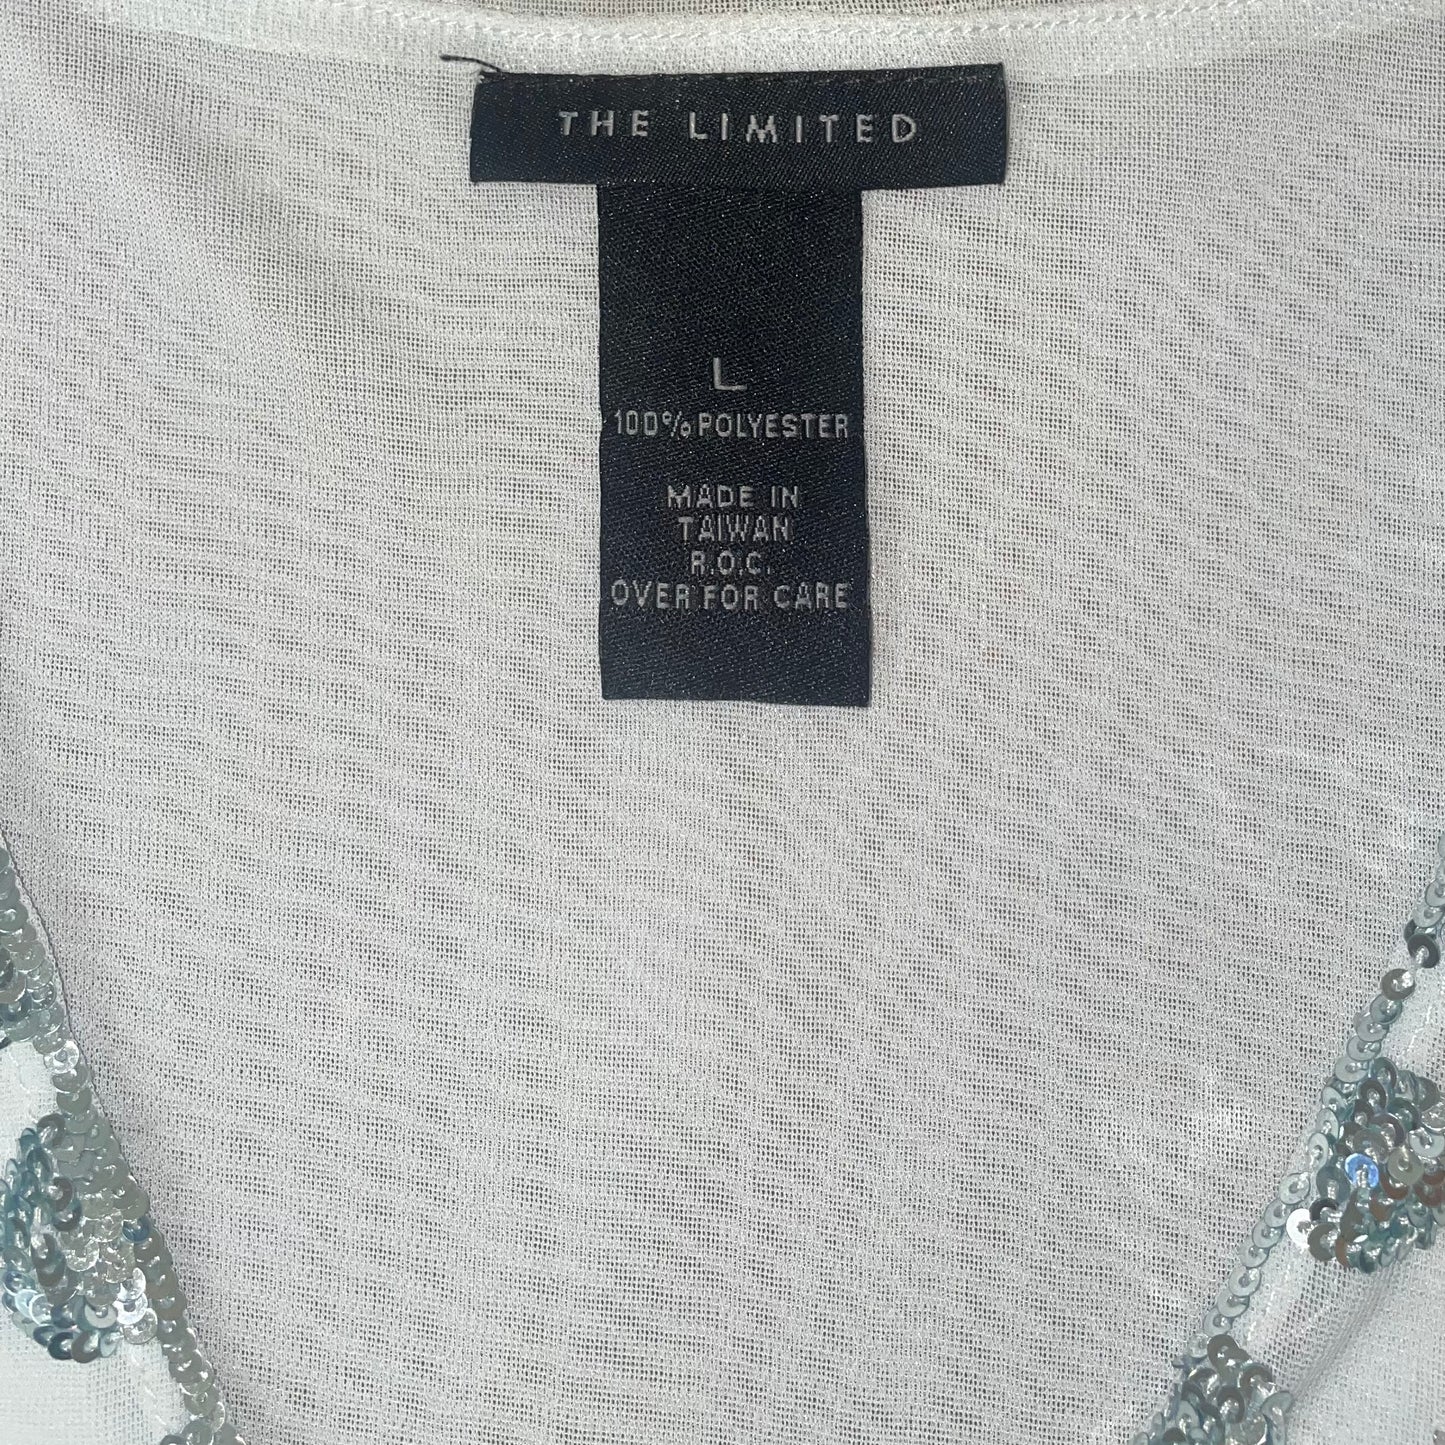 THE LIMITED
L
100% POLYESTER
MADE IN
TAIWAN
R.O.C.
OVER FOR CARE